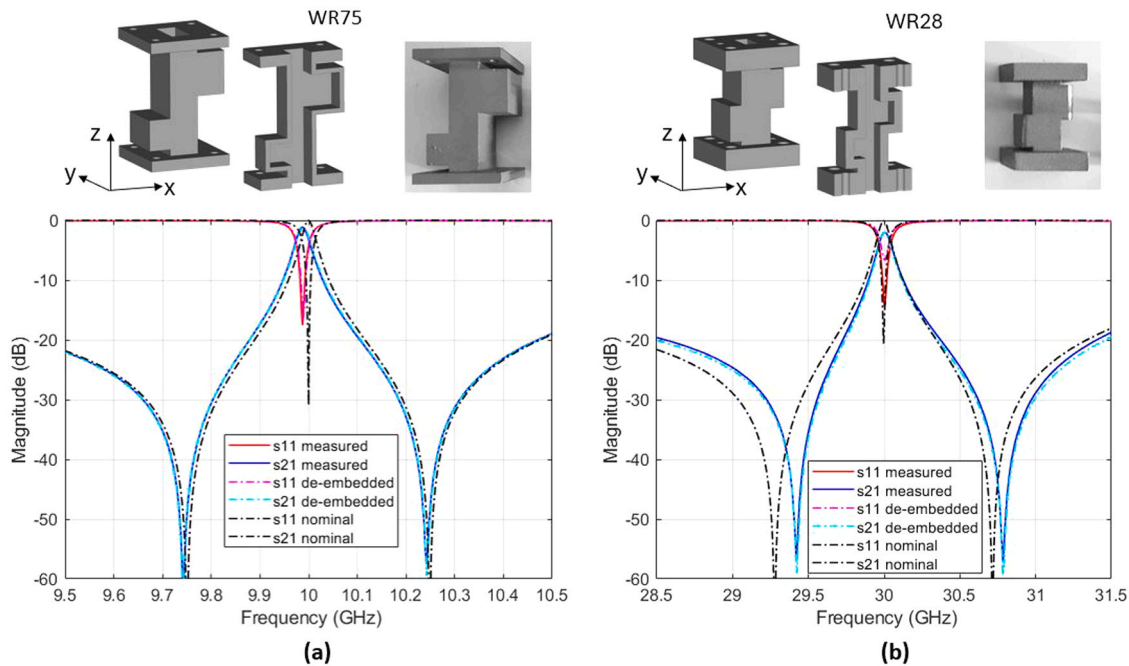 WR75
WR28
z
y
x
z
y
x
0
-10
-20
-30
-40
-50
-60
Magnitude (dB)
s11 measured
s21 measured
s11 de-embedded
s21 de-embedded
s11 nominal
s21 nominal
9.5 9.6 9.7 9.8 9.9 10 10.1 10.2 10.3 10.4 10.5
Frequency (GHz)
(a)
0
-10
-20
-30
-40
-50
-60
Magnitude (dB)
s11 measured
s21 measured
s11 de-embedded
s21 de-embedded
s11 nominal
s21 nominal
28.5 29 29.5 30 30.5 31 31.5
Frequency (GHz)
(b)